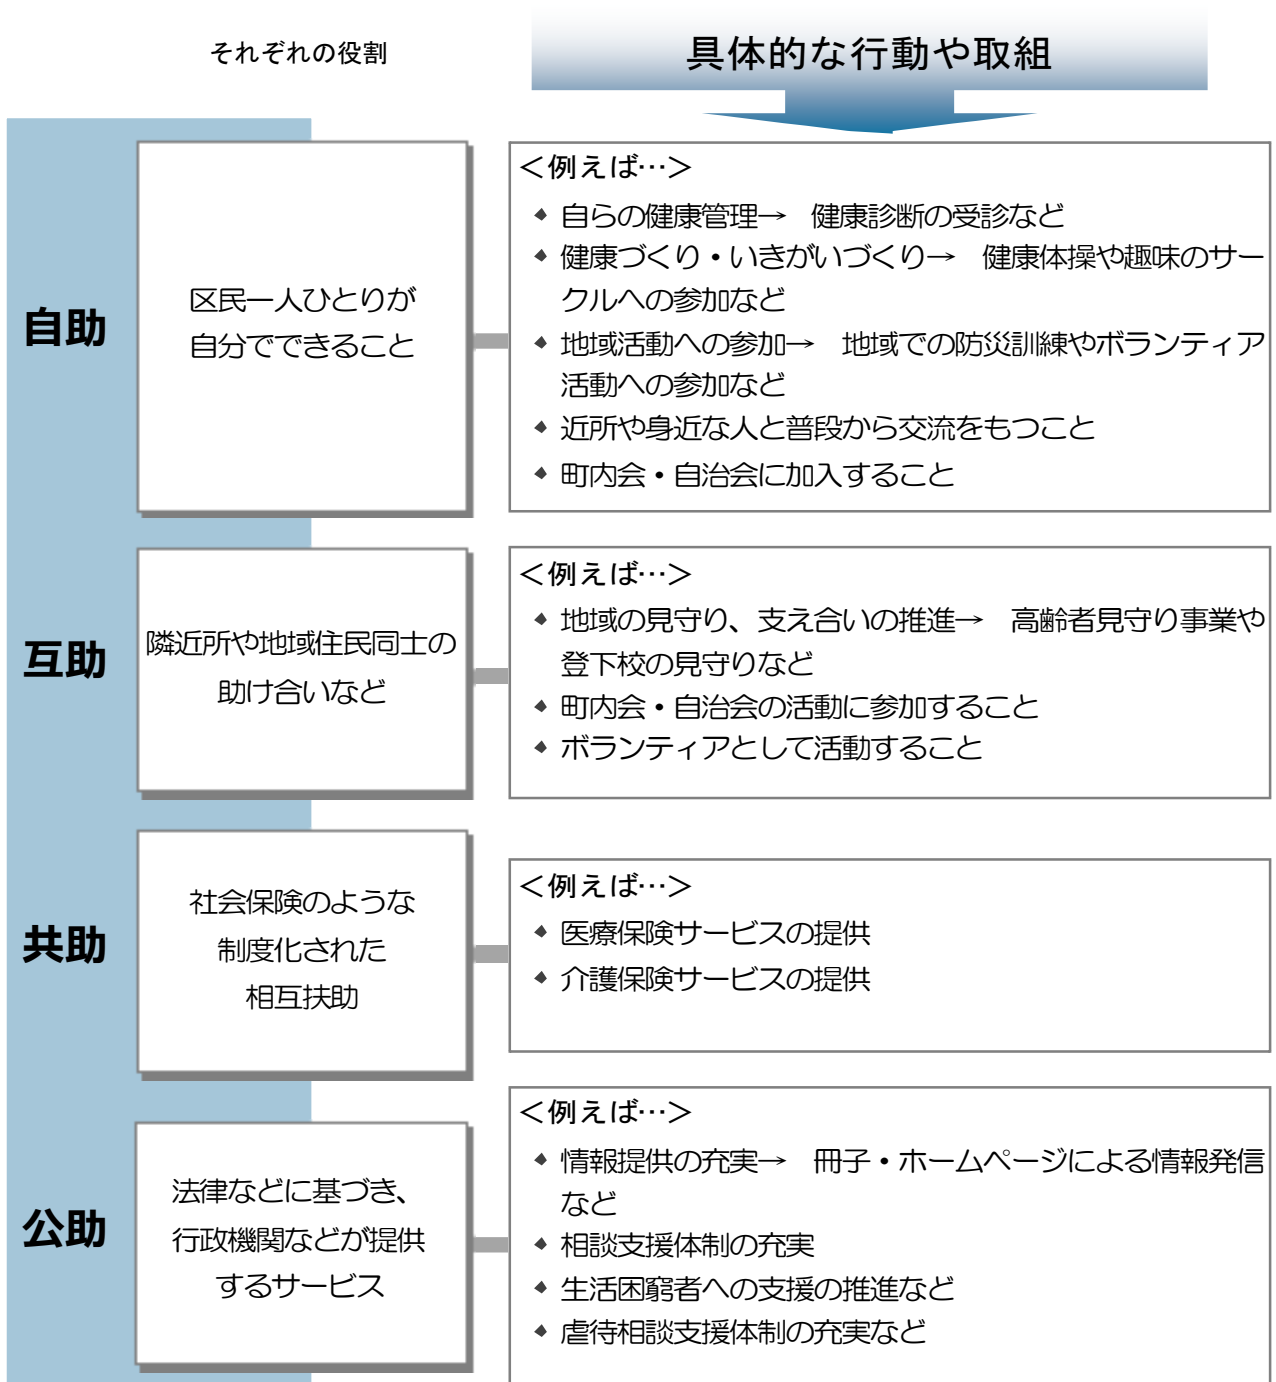 それぞれの役割
具体的な行動や取組
自助
区民一人ひとりが
自分でできること
＜例えば…＞
◆ 自らの健康管理→　健康診断の受診など
◆ 健康づくり・いきがいづくり→　健康体操や趣味のサー
クルへの参加など
◆ 地域活動への参加→　地域での防災訓練やボランティア
活動への参加など
◆ 近所や身近な人と普段から交流をもつこと
◆ 町内会・自治会に加入すること
互助
隣近所や地域住民同士の
助け合いなど
＜例えば…＞
◆ 地域の見守り、支え合いの推進→　高齢者見守り事業や
登下校の見守りなど
◆ 町内会・自治会の活動に参加すること
◆ ボランティアとして活動すること
共助
社会保険のような
制度化された
相互扶助
＜例えば…＞
◆ 医療保険サービスの提供
◆ 介護保険サービスの提供
公助
法律などに基づき、
行政機関などが提供
するサービス
＜例えば…＞
◆ 情報提供の充実→　冊子・ホームページによる情報発信
など
◆ 相談支援体制の充実
◆ 生活困窮者への支援の推進など
◆ 虐待相談支援体制の充実など